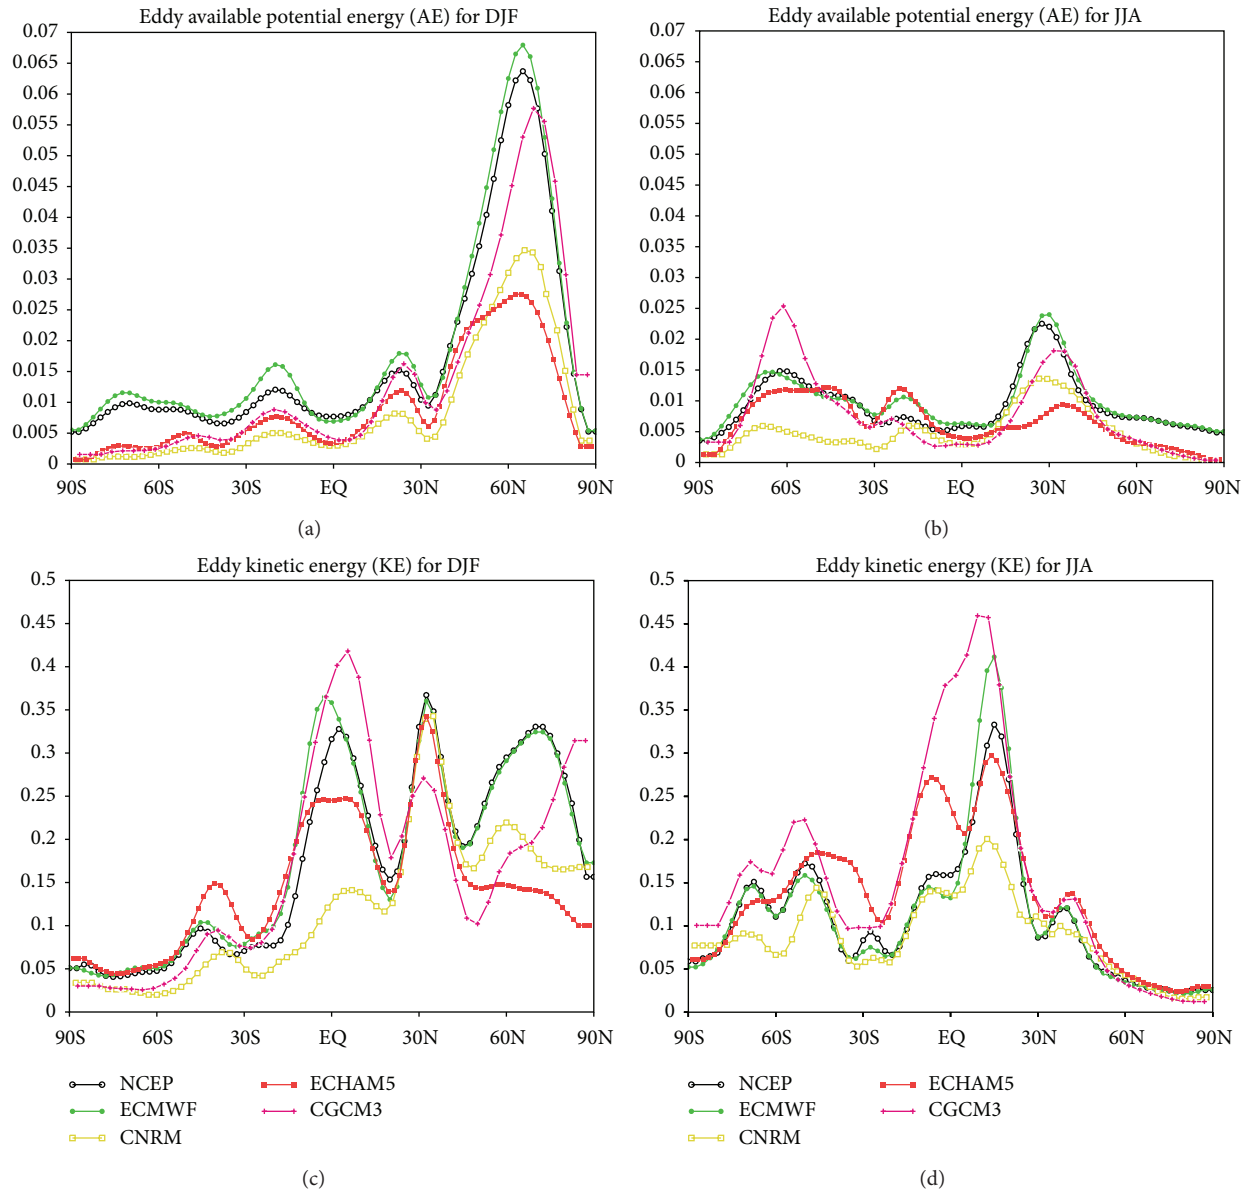 Eddy available potential energy (AE) for DJF
0.07
0.065
0.06
0.055
0.05
0.045
0.04
0.035
0.03
0.025
0.02
0.015
0.01
0.005
0
90S 60S 30S EQ 30N 60N 90N
(a)
Eddy available potential energy (AE) for JJA
0.07
0.065
0.06
0.055
0.05
0.045
0.04
0.035
0.03
0.025
0.02
0.015
0.01
0.005
0
90S 60S 30S EQ 30N 60N 90N
(b)
Eddy kinetic energy (KE) for DJF
0.5
0.45
0.4
0.35
0.3
0.25
0.2
0.15
0.1
0.05
0
90S 60S 30S EQ 30N 60N 90N
NCEP
ECMWF
CNRM
ECHAM5
CGCM3
(c)
Eddy kinetic energy (KE) for JJA
0.5
0.45
0.4
0.35
0.3
0.25
0.2
0.15
0.1
0.05
0
90S 60S 30S EQ 30N 60N 90N
NCEP
ECMWF
CNRM
ECHAM5
CGCM3
(d)